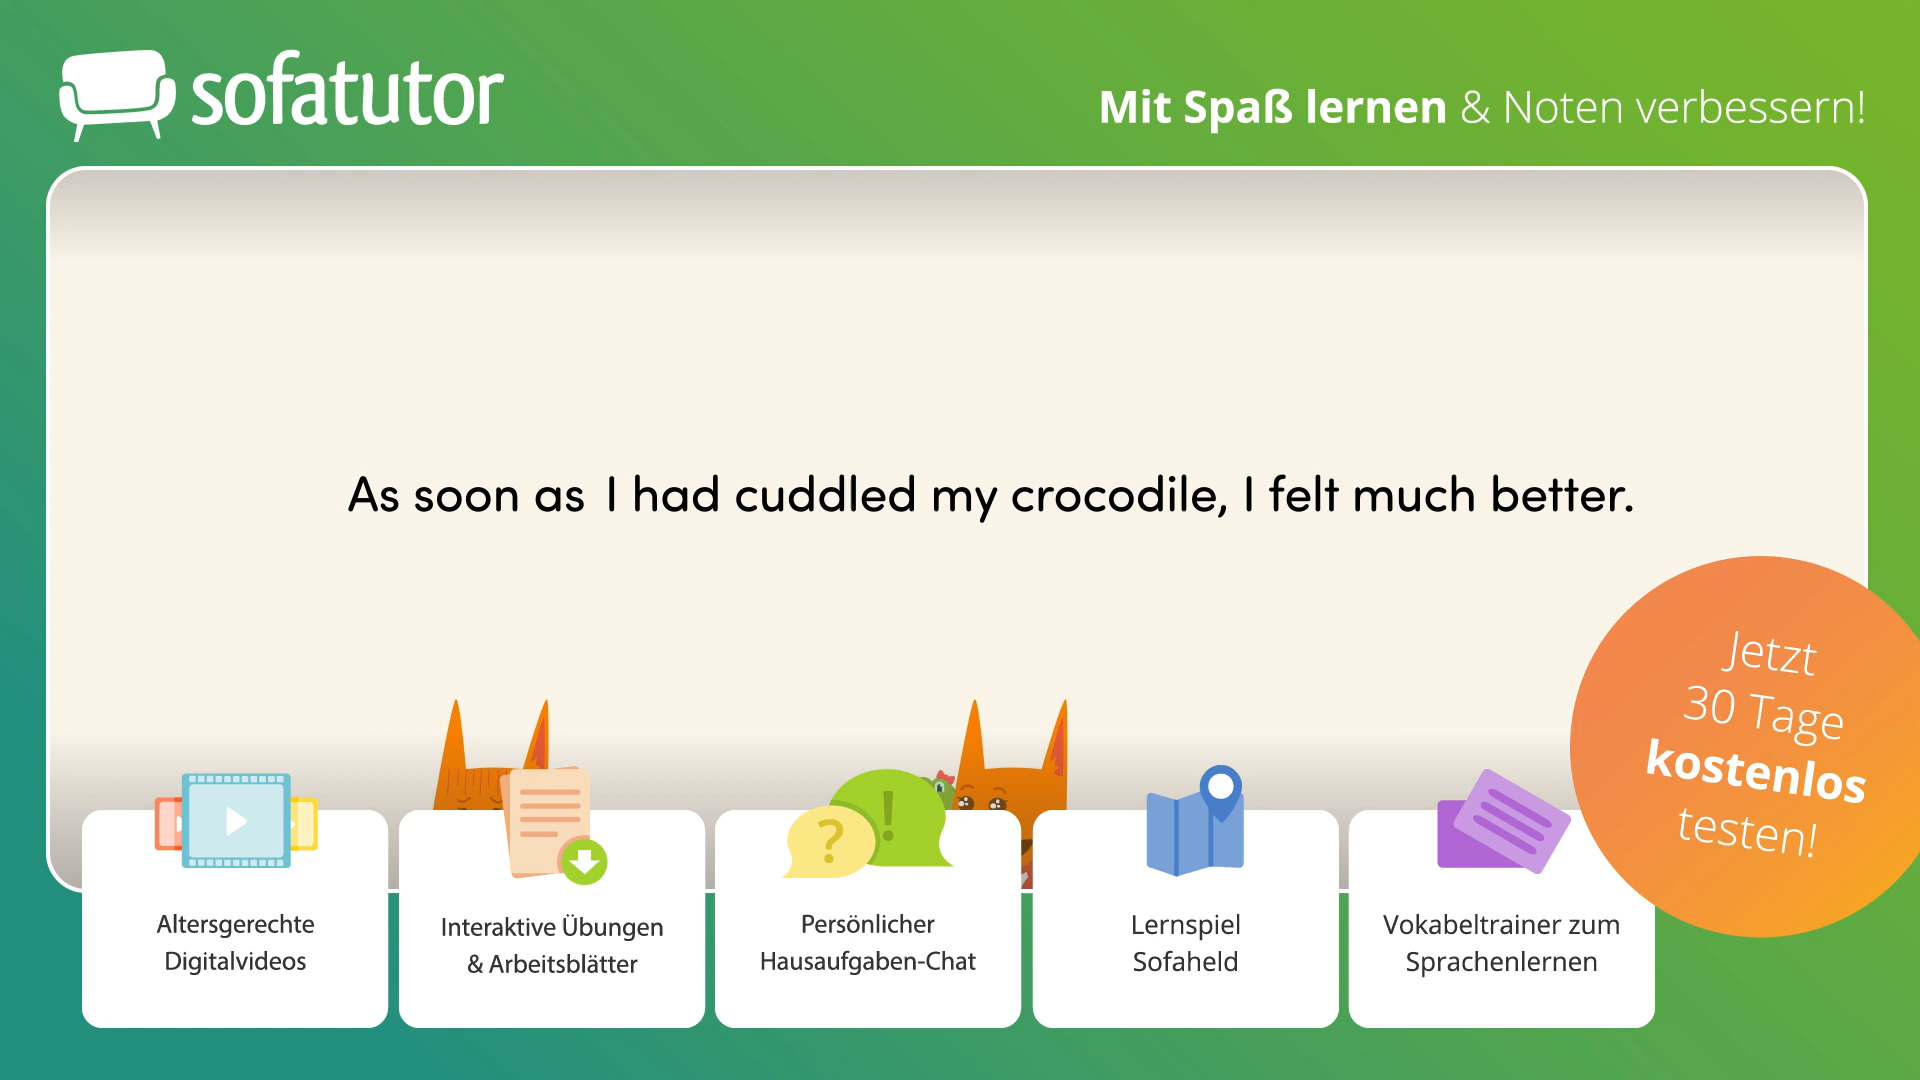 sofatutor
Mit Spaß lernen & Noten verbessern!
As soon as I had cuddled my crocodile, I felt much better.
Jetzt
30 Tage
kostenlos
testen!
?
!
Altersgerechte
Digitalvideos
Interaktive Übungen
& Arbeitsblätter
Persönlicher
Hausaufgaben-Chat
Lernspiel
Sofaheld
Vokabeltrainer zum
Sprachenlernen